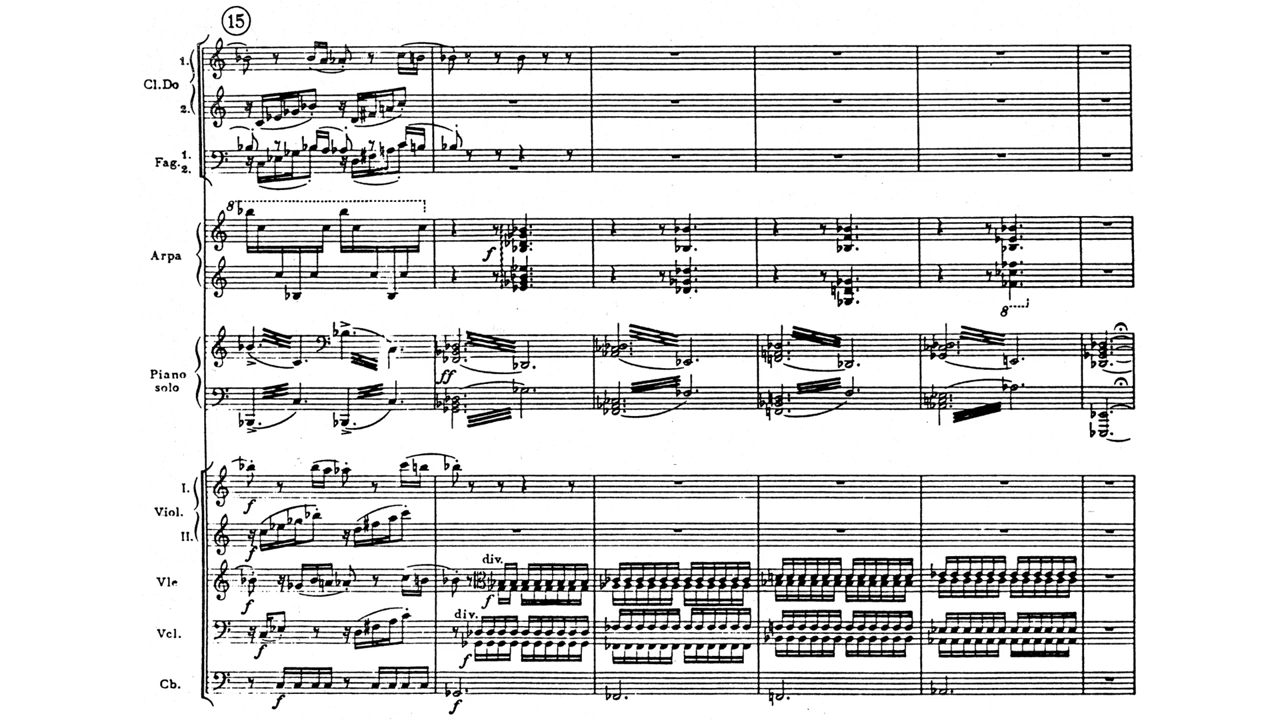 15
1.
Cl.Do
2.
1.
Fag.
2.
8
f
Arpa
8
ff
Piano
solo
I.
f
Viol.
II.
f
div.
Vle
f
f
div.
Vcl.
f
f
Cb.
f
f